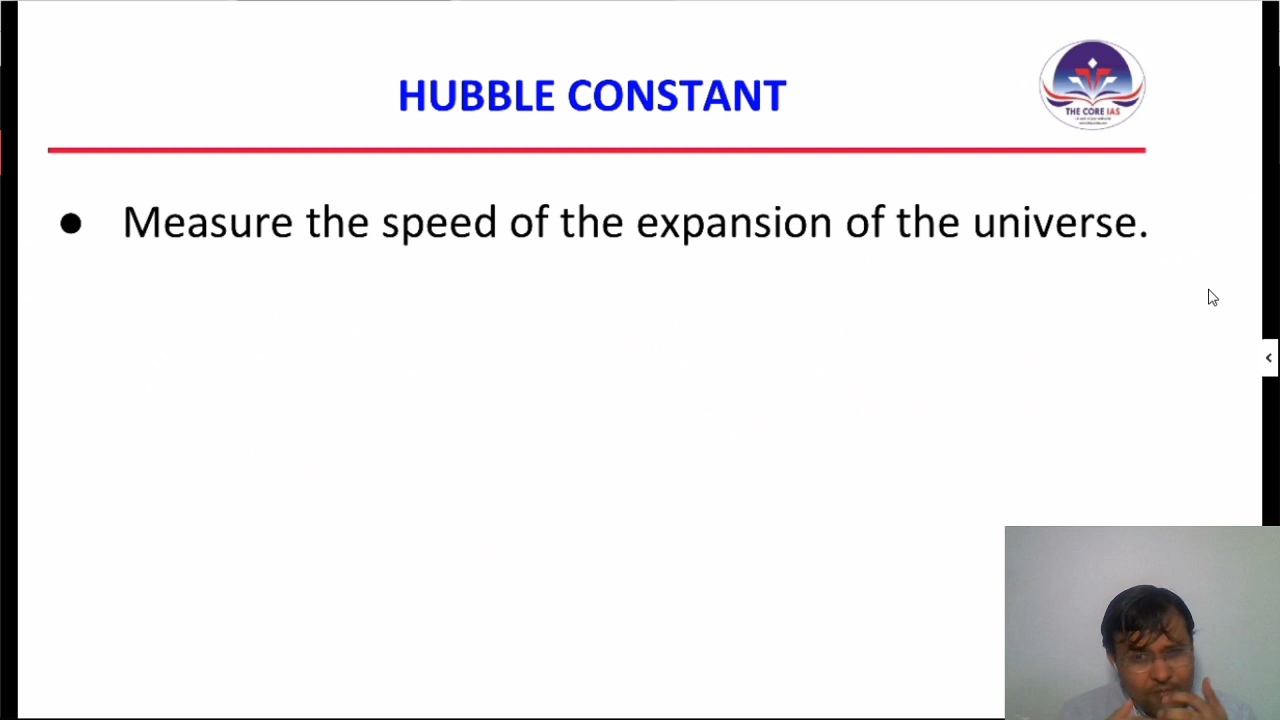 HUBBLE CONSTANT
THE CORE IAS
● Measure the speed of the expansion of the universe.